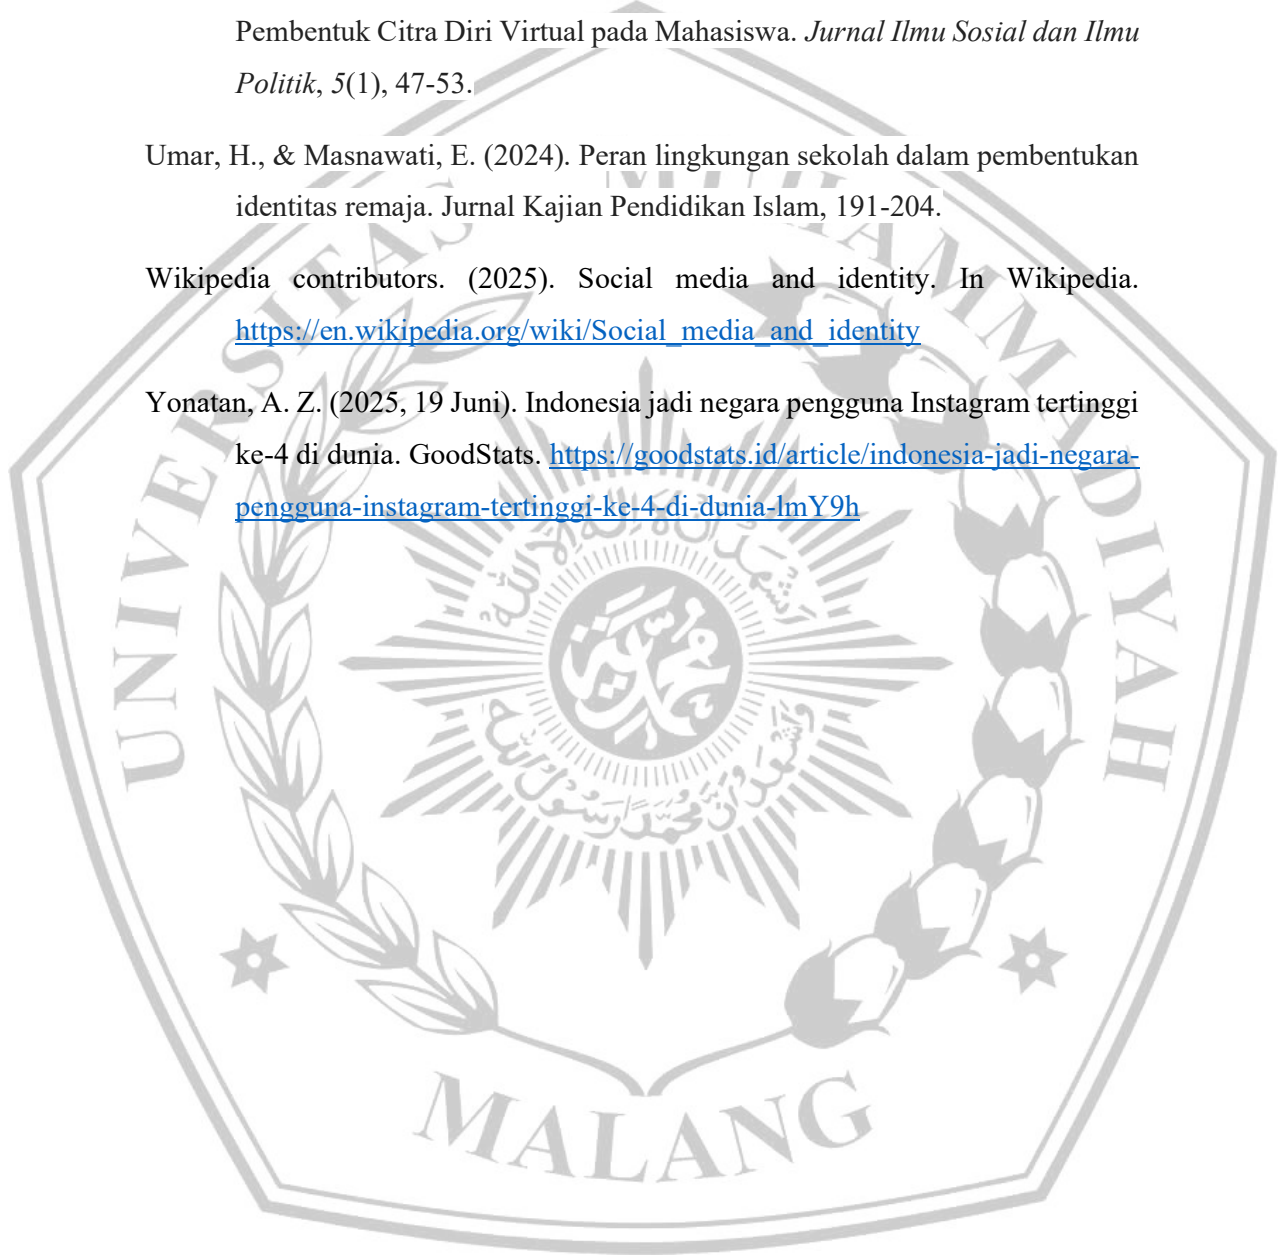 Pembentuk Citra Diri Virtual pada Mahasiswa. Jurnal Ilmu Sosial dan Ilmu
Politik, 5(1), 47-53.
Umar, H., & Masnawati, E. (2024). Peran lingkungan sekolah dalam pembentukan
identitas remaja. Jurnal Kajian Pendidikan Islam, 191-204.
Wikipedia contributors. (2025). Social media and identity. In Wikipedia.
https://en.wikipedia.org/wiki/Social_media_and_identity
Yonatan, A. Z. (2025, 19 Juni). Indonesia jadi negara pengguna Instagram tertinggi
ke-4 di dunia. GoodStats. https://goodstats.id/article/indonesia-jadi-negara-
pengguna-instagram-tertinggi-ke-4-di-dunia-lmY9h
UNIVERSITAS MUHAMMADIYAH
MALANG